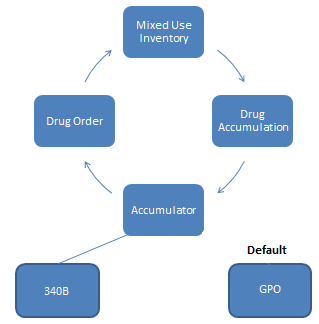 Mixed Use
Inventory
Drug Order
Drug
Accumulation
Accumulator
Default
340B
GPO